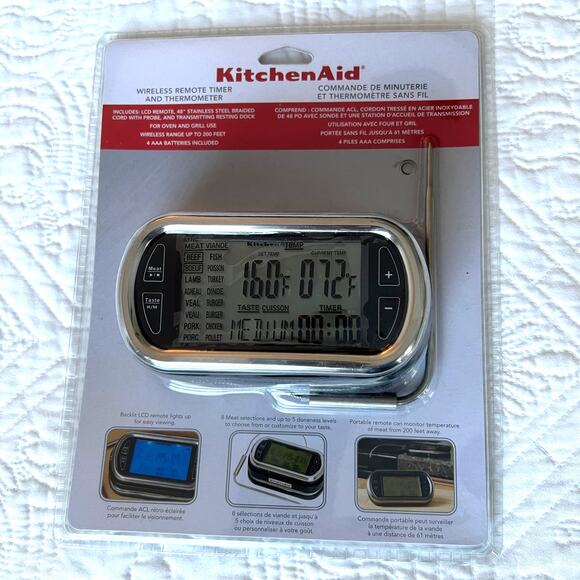 KitchenAid®
WIRELESS REMOTE TIMER
AND THERMOMETER
COMMANDE DE MINUTERIE
ET THERMOMÈTRE SANS FIL
INCLUDES: LCD REMOTE, 48" STAINLESS STEEL BRAIDED
CORD WITH PROBE, AND TRANSMITTING RESTING DOCK
FOR OVEN AND GRILL USE
WIRELESS RANGE UP TO 200 FEET
4 AAA BATTERIES INCLUDED
COMPREND : COMMANDE ACL, CORDON TRESSÉ EN ACIER INOXYDABLE
DE 48 PO AVEC SONDE ET UNE STATION D'ACCUEIL DE TRANSMISSION
UTILISATION AVEC FOUR ET GRIL
PORTÉE SANS FIL JUSQU'À 61 MÈTRES
4 PILES AAA COMPRISES
MEAT VIANDE
KitchenAid TEMP
SET TEMP
CURRENT TEMP
BEEF FISH
BOEUF POISSON
LAMB TURKEY
AGNEAU DINDE
VEAL BURGER
VEAU BURGER
PORK CHICKEN
PORC POULET
160°F 072°F
TASTE CUISSON TIMER
MEDIUM 00:00
Meat
Taste
H/M
+
−
Backlit LCD remote lights up
for easy viewing.
Commande ACL rétro-éclairée
pour faciliter le visionnement.
8 Meat selections and up to 5 doneness levels
to choose from or customize to your taste.
8 sélections de viande et jusqu'à
5 choix de niveaux de cuisson
ou personnaliser à votre goût.
Portable remote can monitor temperature
of meat from 200 feet away.
Commande portable peut surveiller
la température de la viande
à une distance de 61 mètres